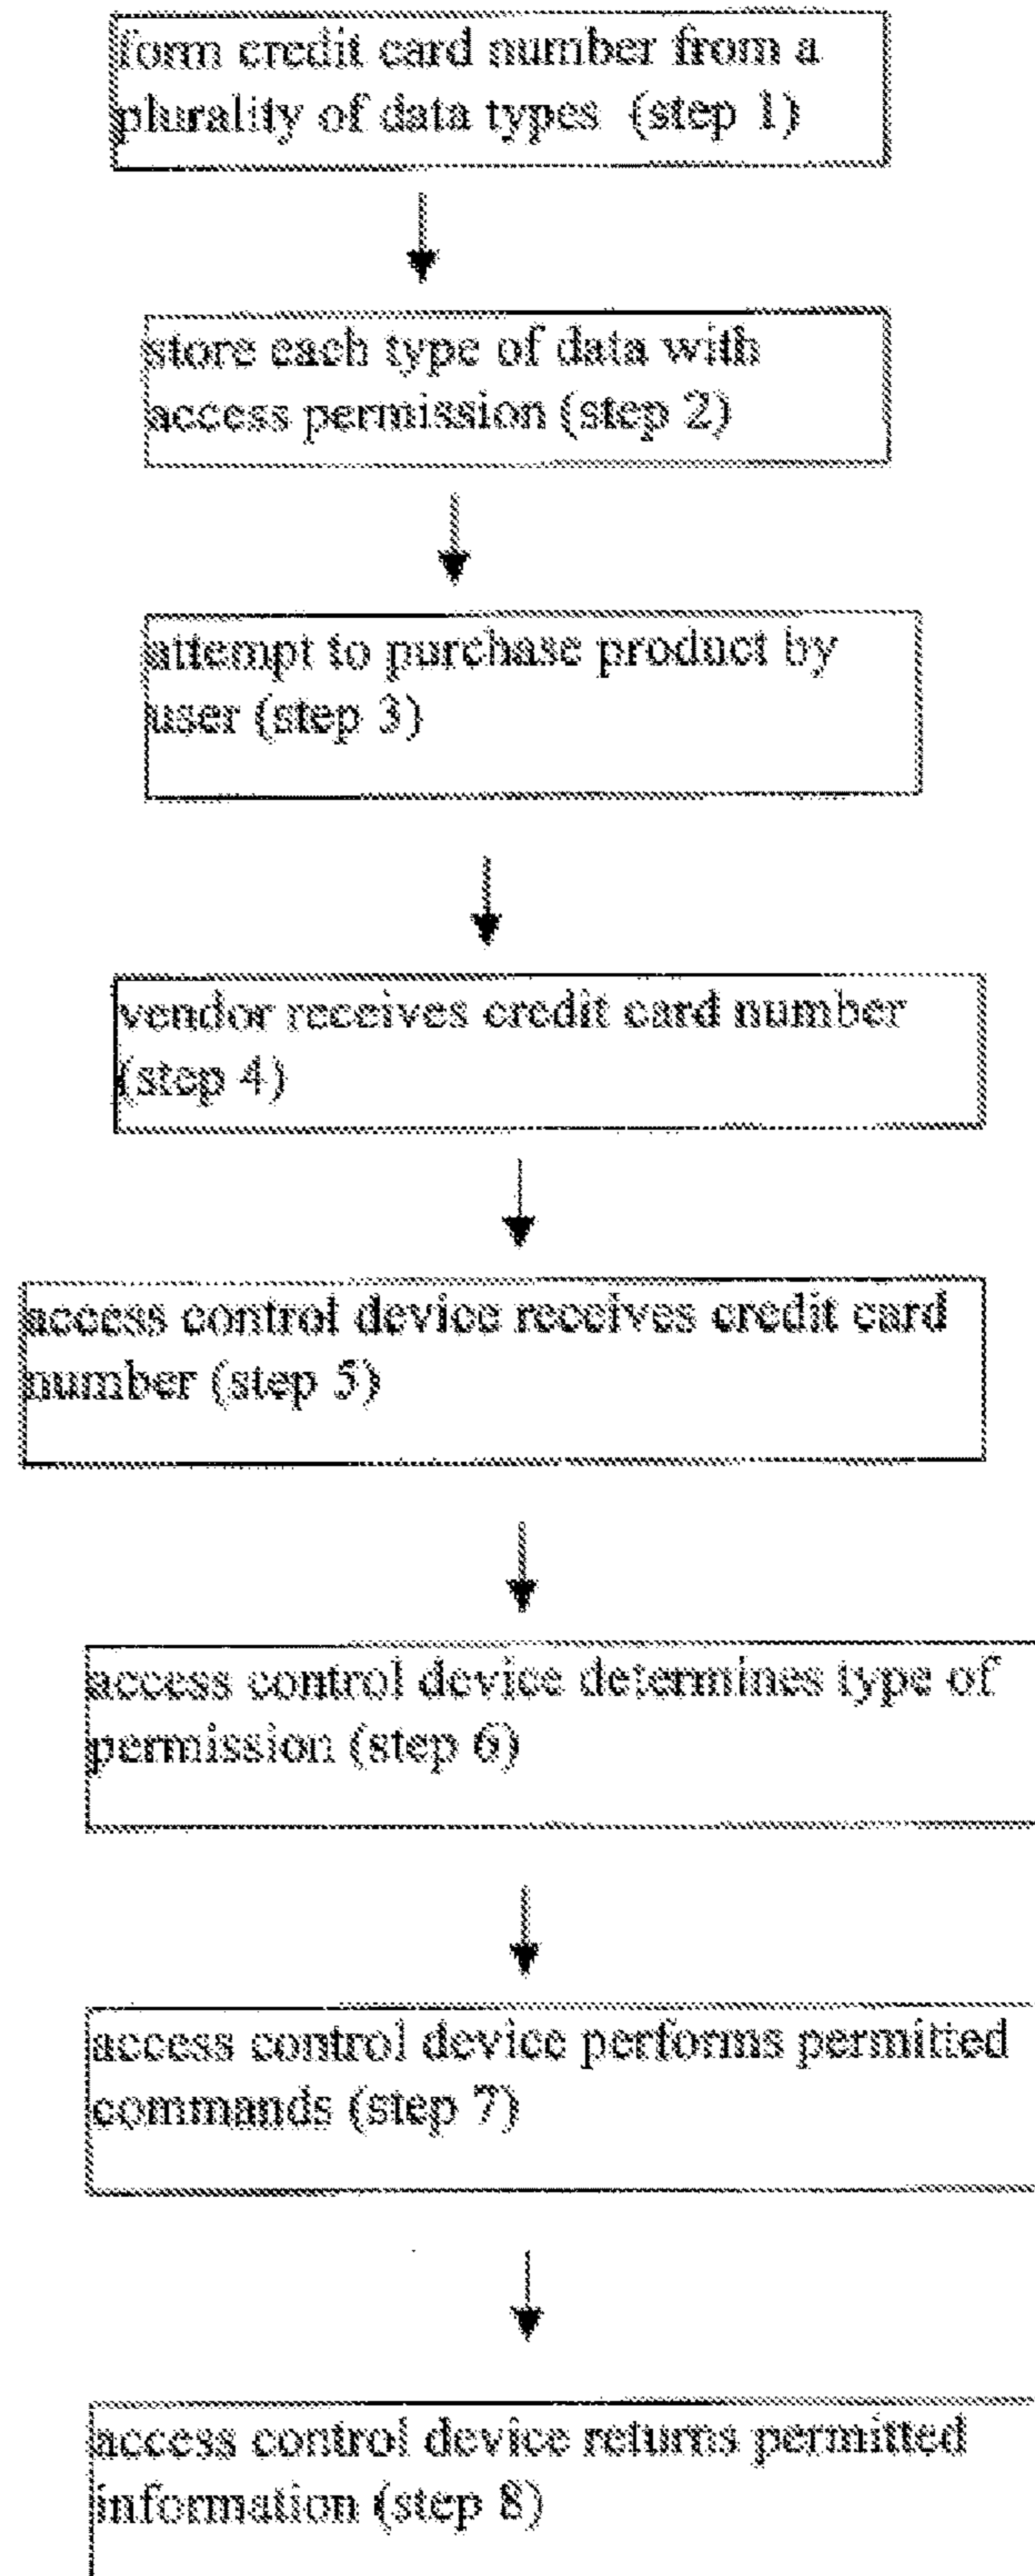 form credit card number from a
plurality of data types (step 1)
store each type of data with
access permission (step 2)
attempt to purchase product by
user (step 3)
vendor receives credit card number
(step 4)
access control device receives credit card
number (step 5)
access control device determines type of
permission (step 6)
access control device performs permitted
commands (step 7)
access control device returns permitted
information (step 8)